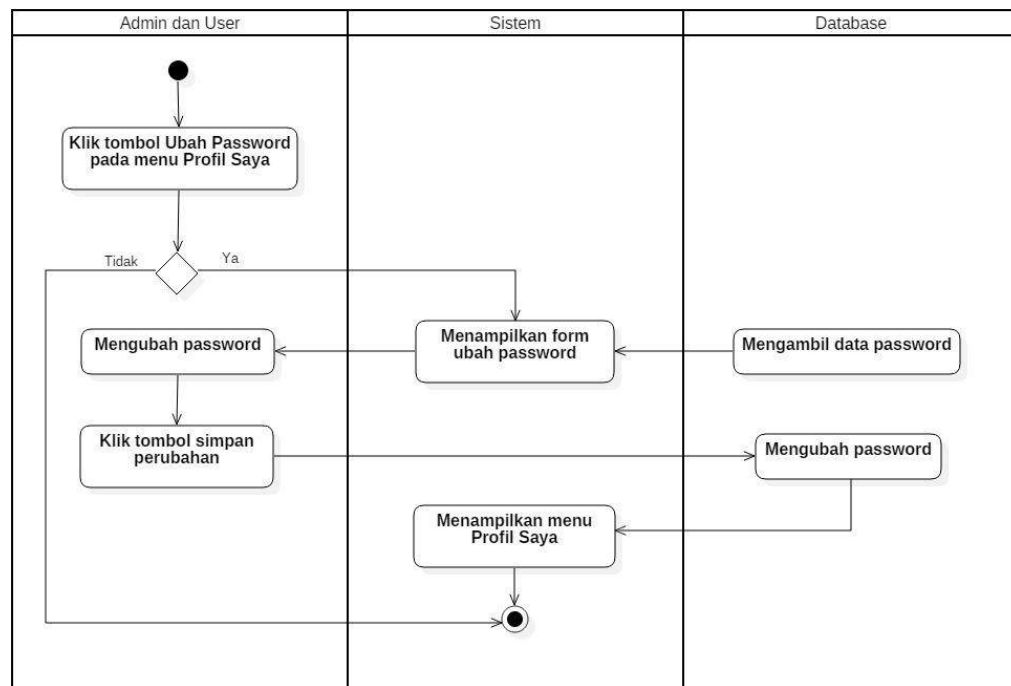 Admin dan User
Sistem
Database
Klik tombol Ubah Password
pada menu Profil Saya
Tidak
Ya
Mengubah password
Menampilkan form
ubah password
Mengambil data password
Klik tombol simpan
perubahan
Mengubah password
Menampilkan menu
Profil Saya